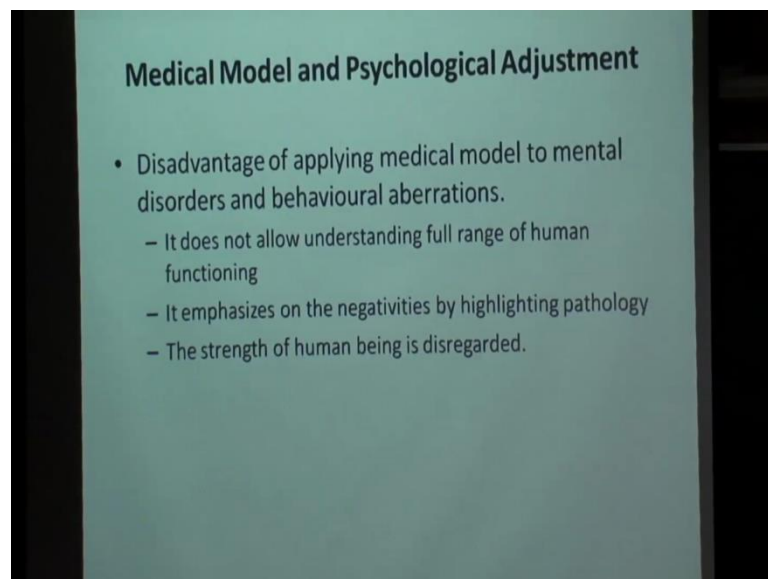 Medical Model and Psychological Adjustment
• Disadvantage of applying medical model to mental
disorders and behavioural aberrations.
– It does not allow understanding full range of human
functioning
– It emphasizes on the negativities by highlighting pathology
– The strength of human being is disregarded.